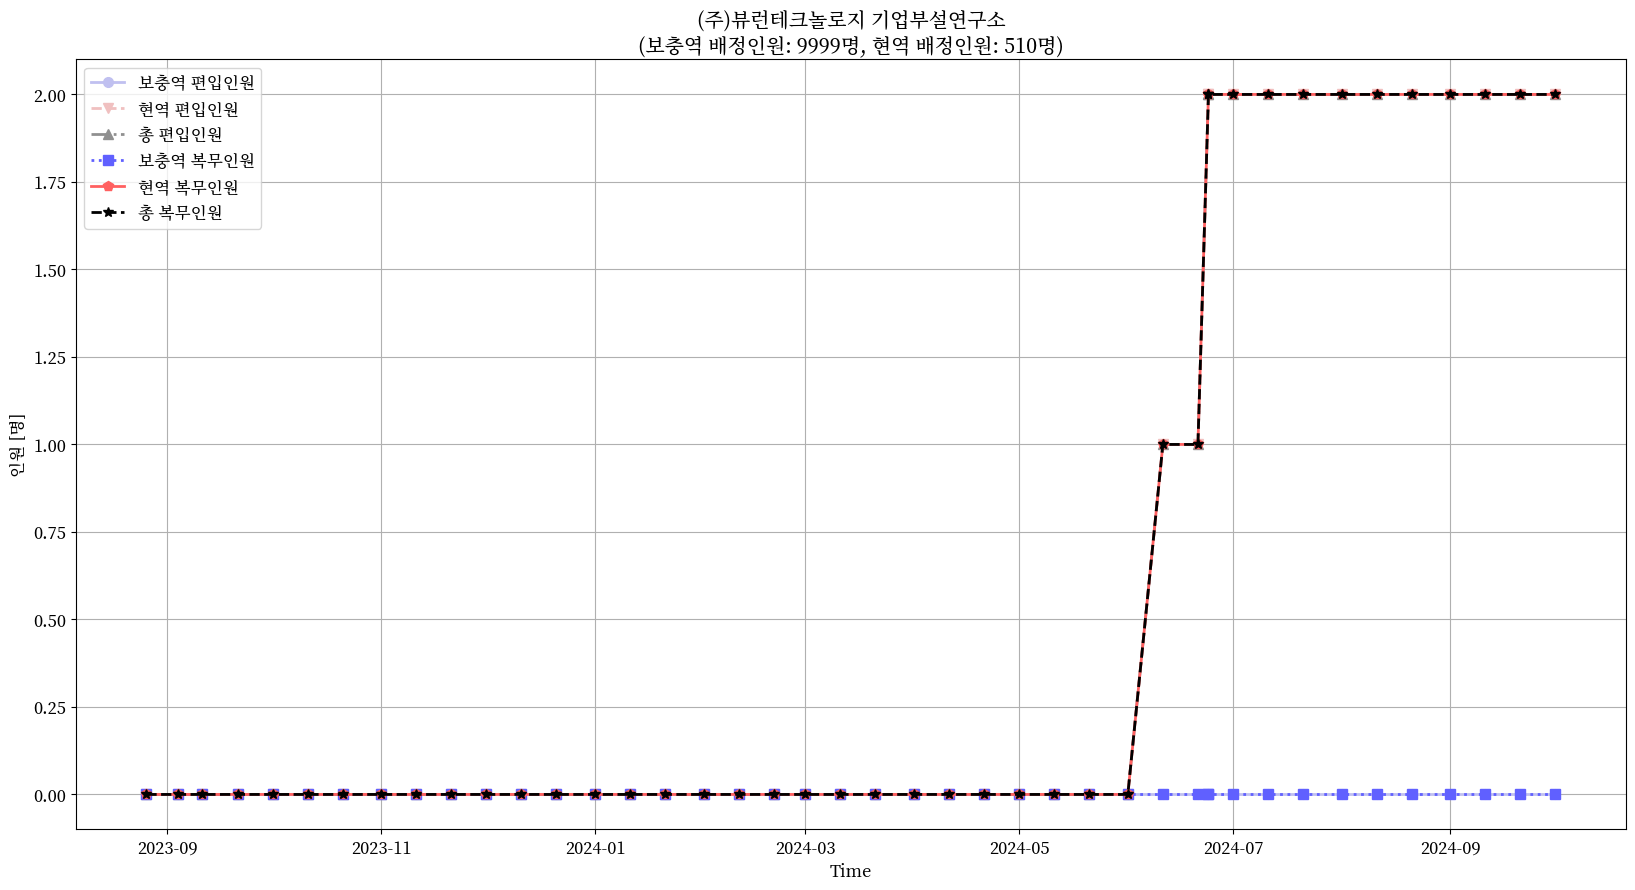 (주)뷰런테크놀로지 기업부설연구소
(보충역 배정인원: 9999명, 현역 배정인원: 510명)
보충역 편입인원
현역 편입인원
총 편입인원
보충역 복무인원
현역 복무인원
총 복무인원
2.00
1.75
1.50
1.25
1.00
0.75
0.50
0.25
0.00
인원 [명]
2023-09
2023-11
2024-01
2024-03
2024-05
2024-07
2024-09
Time